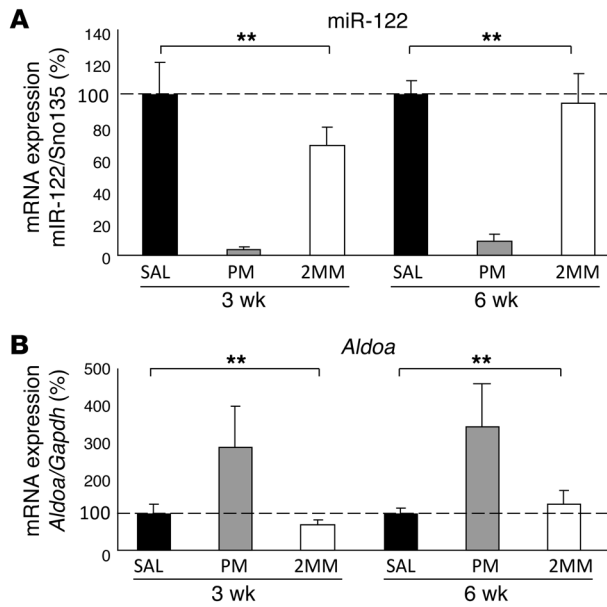 A
miR-122
mRNA expression
mIR-122/Sno135 (%)
140
120
100
80
60
40
20
0
**
**
SAL PM 2MM SAL PM 2MM
3 wk 6 wk
B
Aldoa
mRNA expression
Aldoa/Gapdh (%)
500
400
300
200
100
0
**
**
SAL PM 2MM SAL PM 2MM
3 wk 6 wk